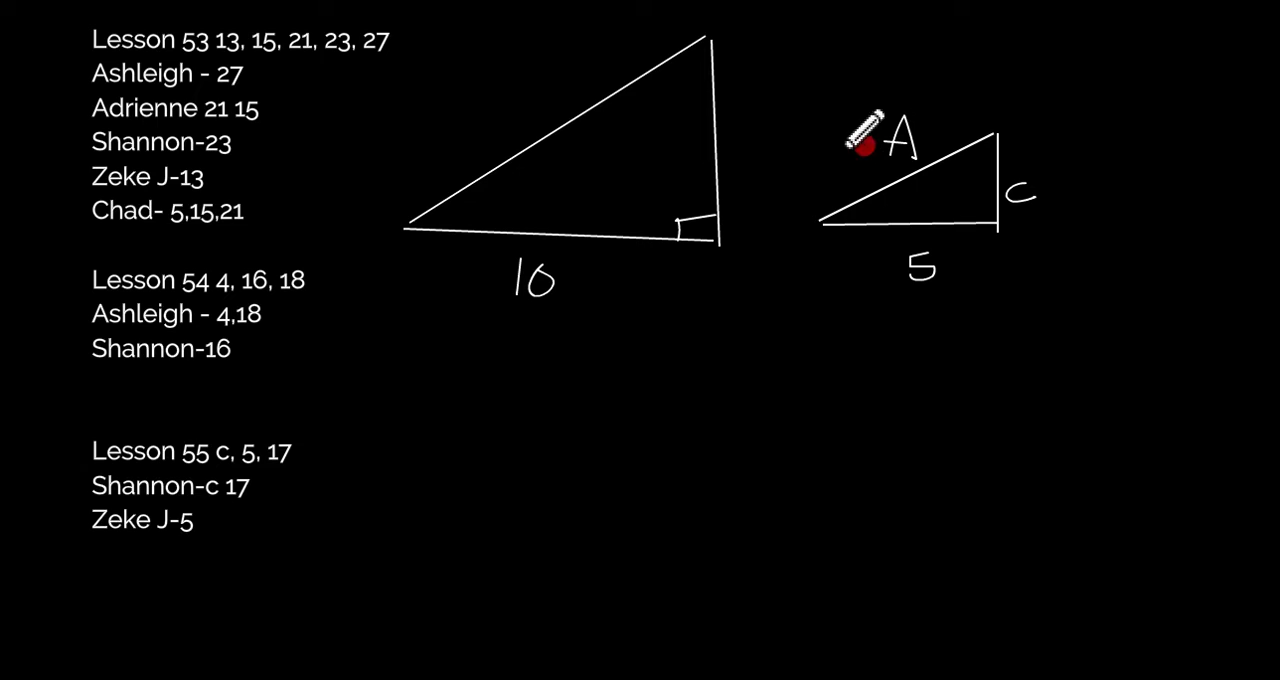 Lesson 53 13, 15, 21, 23, 27
Ashleigh - 27
Adrienne 21 15
Shannon-23
Zeke J-13
Chad- 5,15,21
Lesson 54 4, 16, 18
Ashleigh - 4,18
Shannon-16
Lesson 55 c, 5, 17
Shannon-c 17
Zeke J-5
10
A
c
5